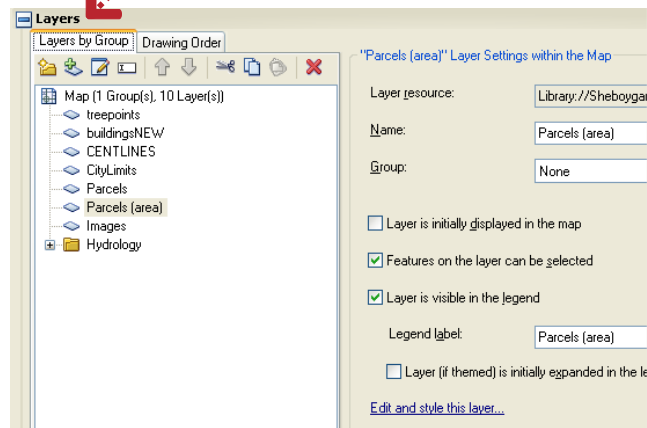 Layers
Layers by Group Drawing Order
Map (1 Group(s), 10 Layer(s))
treepoints
buildingsNEW
CENTLINES
CityLimits
Parcels
Parcels (area)
Images
Hydrology
"Parcels (area)" Layer Settings within the Map
Layer resource: Library://Sheboygan
Name: Parcels (area)
Group: None
Layer is initially displayed in the map
Features on the layer can be selected
Layer is visible in the legend
Legend label: Parcels (area)
Layer (if themed) is initially expanded in the le
Edit and style this layer...